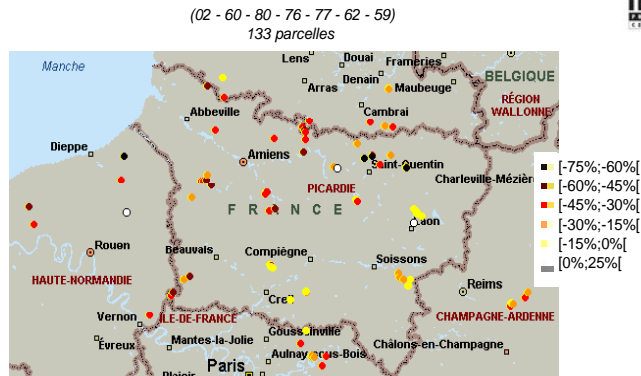 (02 - 60 - 80 - 76 - 77 - 62 - 59)
133 parcelles
Manche
Lens
Douai
Frameries
Denain
Maubeuge
BELGIQUE
Arras
RÉGION
WALLONNE
Abbeville
Cambrai
Dieppe
Amiens
Saint-Quentin
Charleville-Mézièr
PICARDIE
FRANCE
Laon
Rouen
Beauvais
Compiègne
Soissons
HAUTE-NORMANDIE
Creil
Reims
Vernon
ÎLE-DE-FRANCE
CHAMPAGNE-ARDENNE
Goussainville
Évreux
Mantes-la-Jolie
Aulnay-sous-Bois
Châlons-en-Champagne
Paris
[-75%;-60%[
[-60%;-45%[
[-45%;-30%[
[-30%;-15%[
[-15%;0%[
[0%;25%[